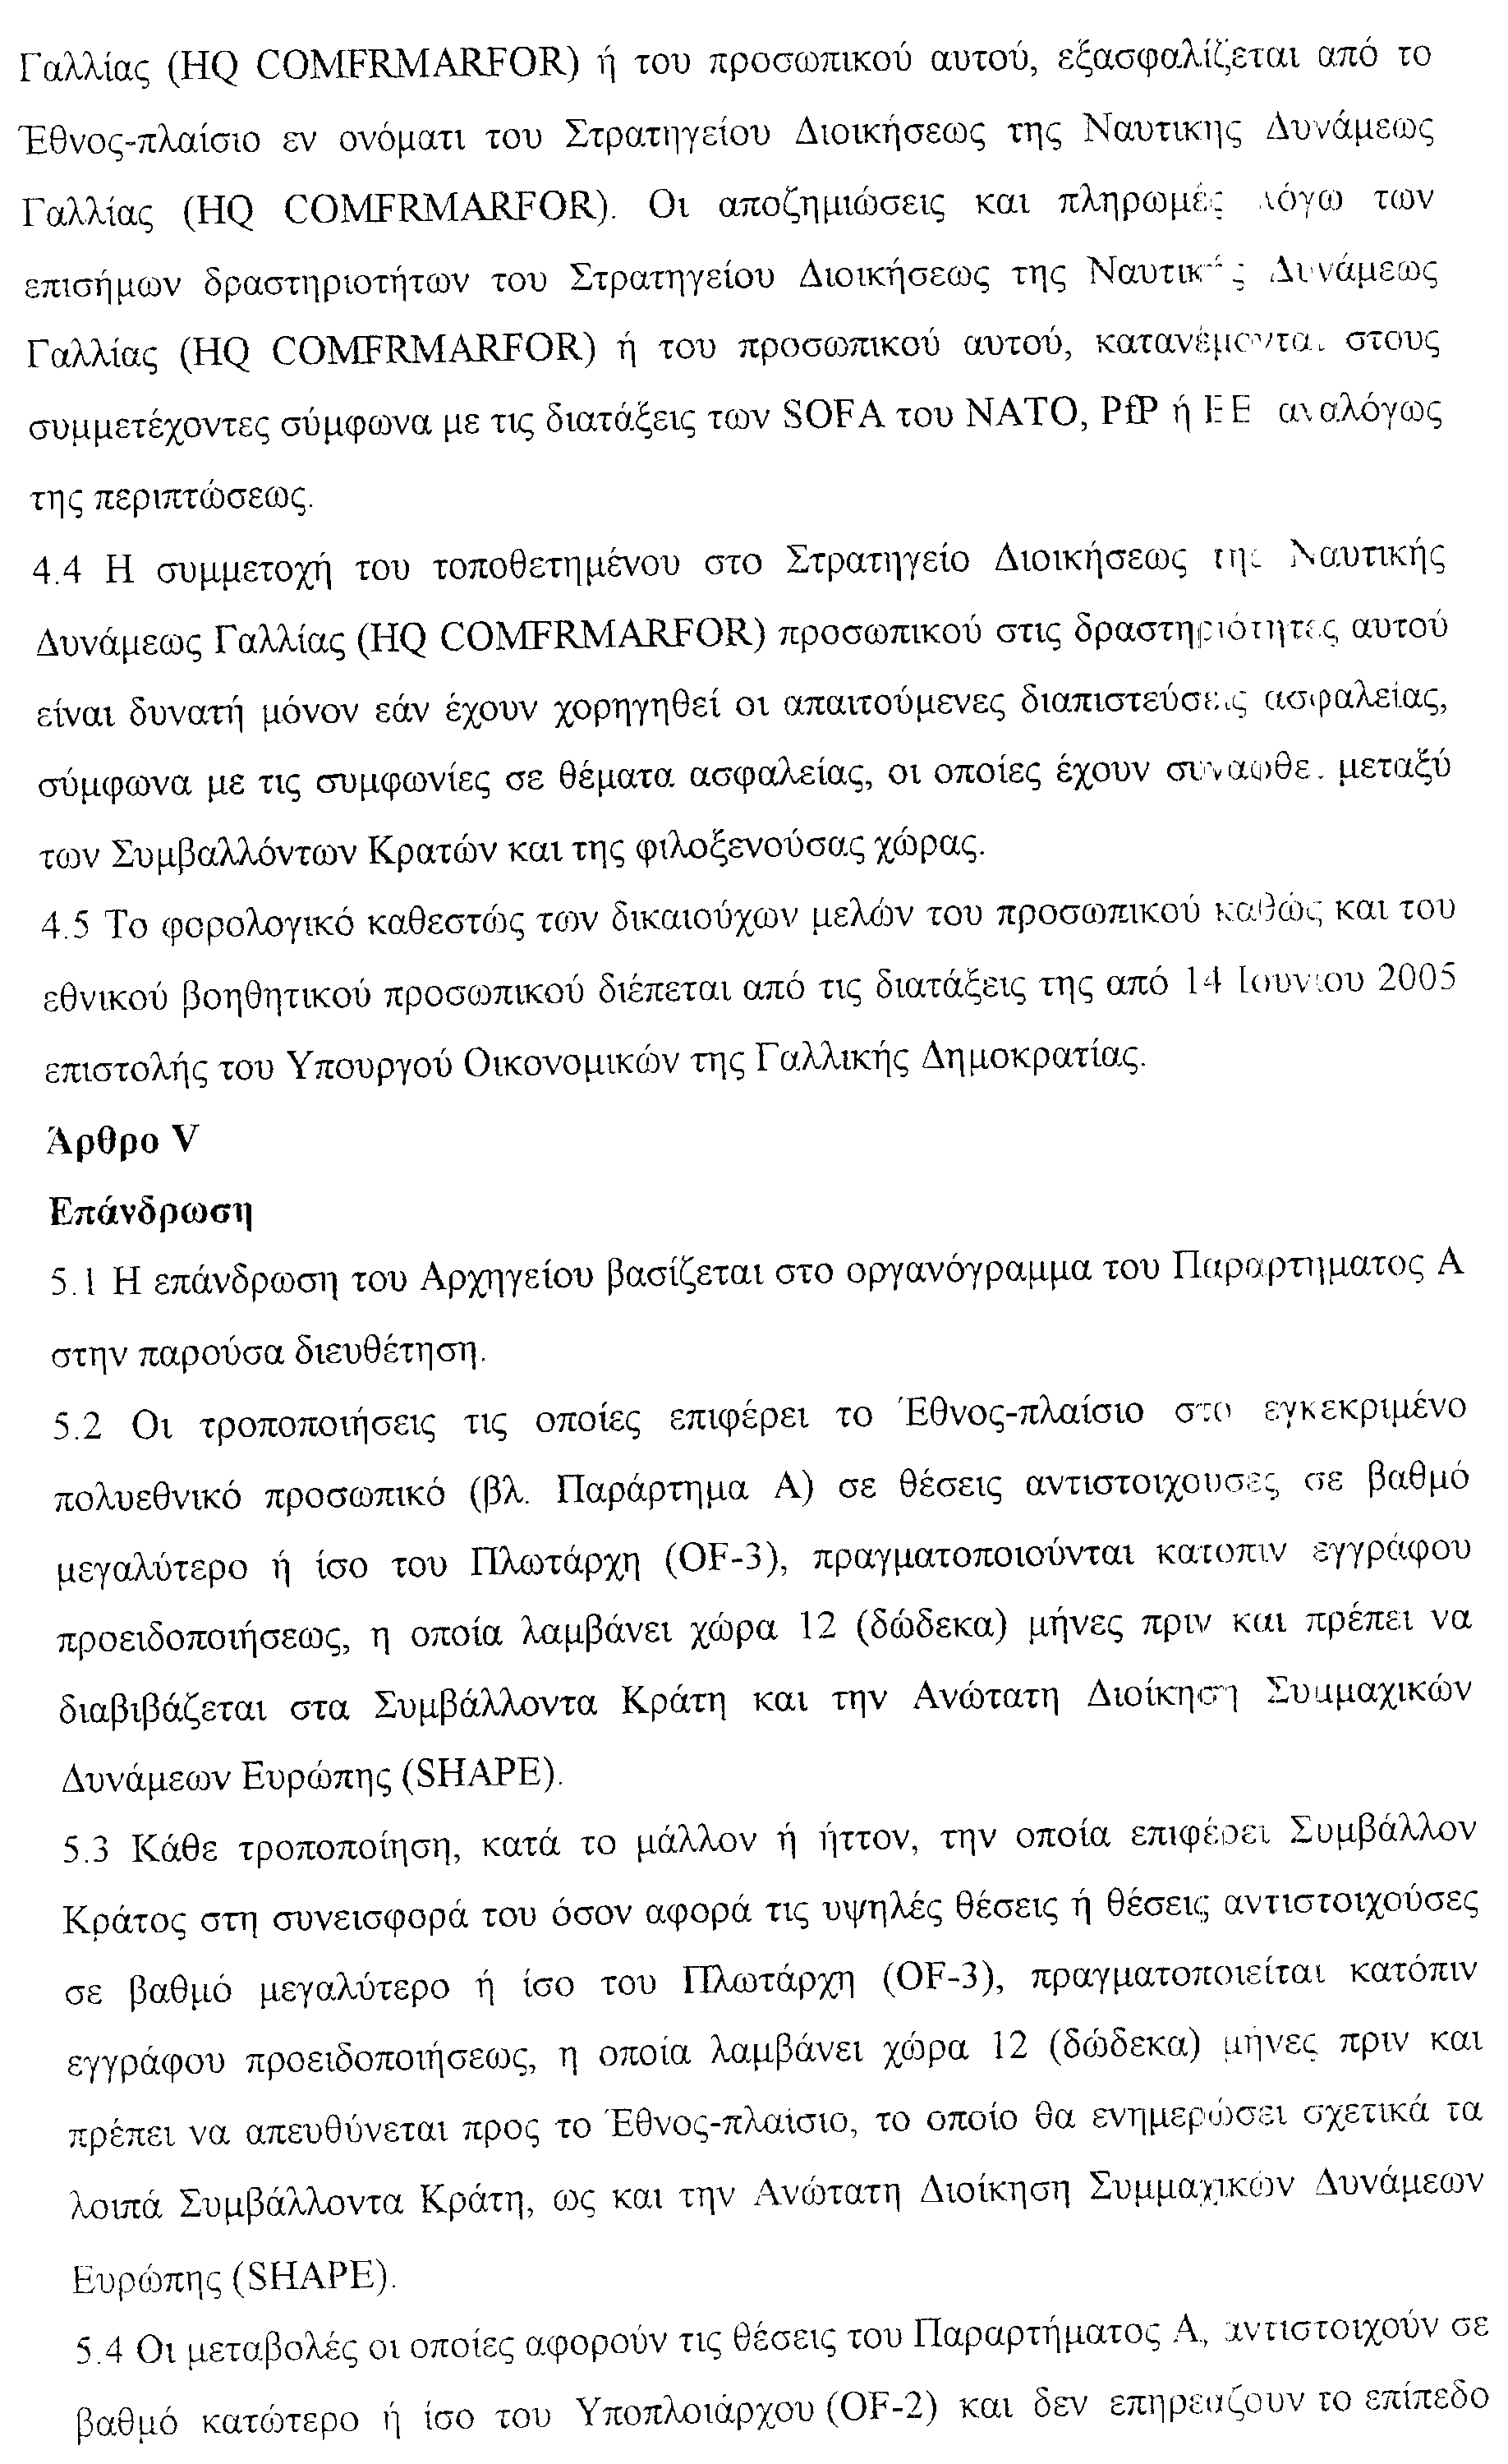 Γαλλίας (HQ COMFRMARFOR) ή του προσωπικού αυτού, εξασφαλίζεται από το
Έθνος-πλαίσιο εν ονόματι του Στρατηγείου Διοικήσεως της Ναυτικης Δυνάμεως
Γαλλίας (HQ COMFRMARFOR). Οι αποζημιώσεις και πληρωμές λόγω των
επισήμων δραστηριοτήτων του Στρατηγείου Διοικήσεως της Ναυτικής Δυνάμεως
Γαλλίας (HQ COMFRMARFOR) ή του προσωπικού αυτού, κατανέμονται στους
συμμετέχοντες σύμφωνα με τις διατάξεις των SOFA του NATO, PfP ή ΕΕ αναλόγως
της περιπτώσεως.
4.4 Η συμμετοχή του τοποθετημένου στο Στρατηγείο Διοικήσεως της Ναυτικής
Δυνάμεως Γαλλίας (HQ COMFRMARFOR) προσωπικού στις δραστηριότητες αυτού
είναι δυνατή μόνον εάν έχουν χορηγηθεί οι απαιτούμενες διαπιστεύσεις ασφαλείας,
σύμφωνα με τις συμφωνίες σε θέματα ασφαλείας, οι οποίες έχουν συναφθεί μεταξύ
των Συμβαλλόντων Κρατών και της φιλοξενούσας χώρας.
4.5 Το φορολογικό καθεστώς των δικαιούχων μελών του προσωπικού καθώς και του
εθνικού βοηθητικού προσωπικού διέπεται από τις διατάξεις της από 14 Ιουνιου 2005
επιστολής του Υπουργού Οικονομικών της Γαλλικής Δημοκρατίας.
Άρθρο V
Επάνδρωση
5.1 Η επάνδρωση του Αρχηγείου βασίζεται στο οργανόγραμμα του Παραρτηματος Α
στην παρούσα διευθέτηση.
5.2 Οι τροποποιήσεις τις οποίες επιφέρει το Έθνος-πλαίσιο στο εγκεκριμένο
πολυεθνικό προσωπικό (βλ. Παράρτημα Α) σε θέσεις αντιστοιχουσες σε βαθμό
μεγαλύτερο ή ίσο του Πλωτάρχη (OF-3), πραγματοποιούνται κατοπιν εγγράφου
προειδοποιήσεως, η οποία λαμβάνει χώρα 12 (δώδεκα) μήνες πριν και πρέπει να
διαβιβάζεται στα Συμβάλλοντα Κράτη και την Ανώτατη Διοίκηση Συμμαχικών
Δυνάμεων Ευρώπης (SHAPE).
5.3 Κάθε τροποποίηση, κατά το μάλλον ή ήττον, την οποία επιφέρει Συμβάλλον
Κράτος στη συνεισφορά του όσον αφορά τις υψηλές θέσεις ή θέσεις αντιστοιχούσες
σε βαθμό μεγαλύτερο ή ίσο του Πλωτάρχη (OF-3), πραγματοποιείται κατόπιν
εγγράφου προειδοποιήσεως, η οποία λαμβάνει χώρα 12 (δώδεκα) μήνες πριν και
πρέπει να απευθύνεται προς το Έθνος-πλαίσιο, το οποίο θα ενημερώσει σχετικά τα
λοιπά Συμβάλλοντα Κράτη, ως και την Ανώτατη Διοίκηση Συμμαχικών Δυνάμεων
Ευρώπης (SHAPE).
5.4 Οι μεταβολές οι οποίες αφορούν τις θέσεις του Παραρτήματος Α, αντιστοιχούν σε
βαθμό κατώτερο ή ίσο του Υποπλοιάρχου (OF-2) και δεν επηρεαζουν το επίπεδο